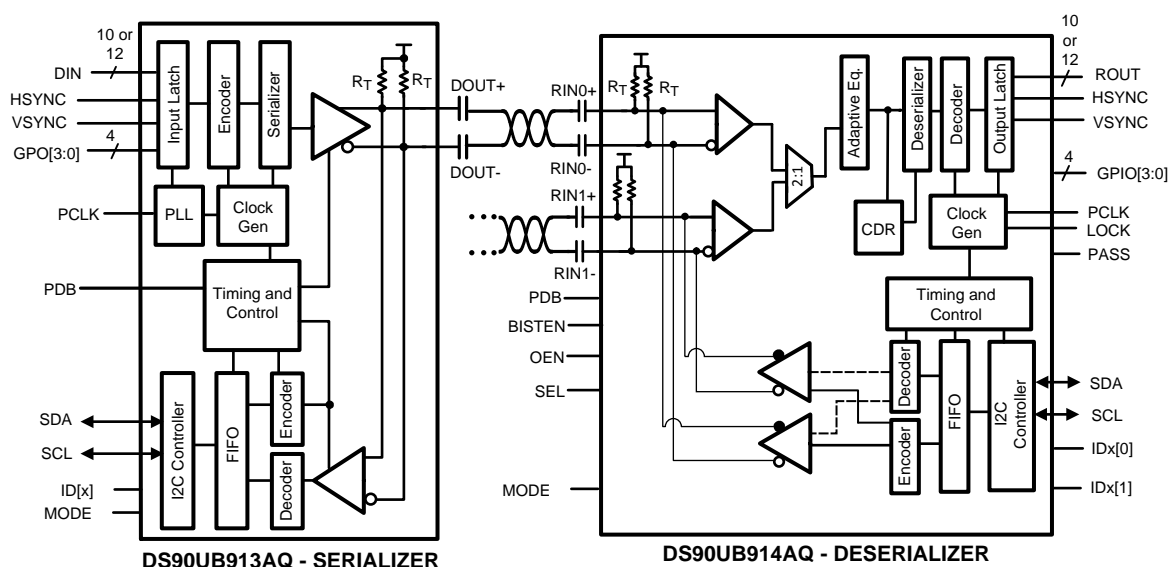 10 or
12
DIN
HSYNC
VSYNC
4
GPO[3:0]
PCLK
PDB
SDA
SCL
ID[x]
MODE
Input Latch
Encoder
Serializer
PLL
Clock
Gen
Timing and
Control
I2C Controller
FIFO
Encoder
Decoder
RT
RT
DOUT+
DOUT-
DS90UB913AQ - SERIALIZER
RIN0+
RIN0-
RIN1+
RIN1-
RT
RT
2:1
Adaptive Eq.
Deserializer
Decoder
Output Latch
CDR
Clock
Gen
Timing and
Control
Decoder
Encoder
FIFO
I2C
Controller
PDB
BISTEN
OEN
SEL
MODE
10
or
12
ROUT
HSYNC
VSYNC
4
GPIO[3:0]
PCLK
LOCK
PASS
SDA
SCL
IDx[0]
IDx[1]
DS90UB914AQ - DESERIALIZER